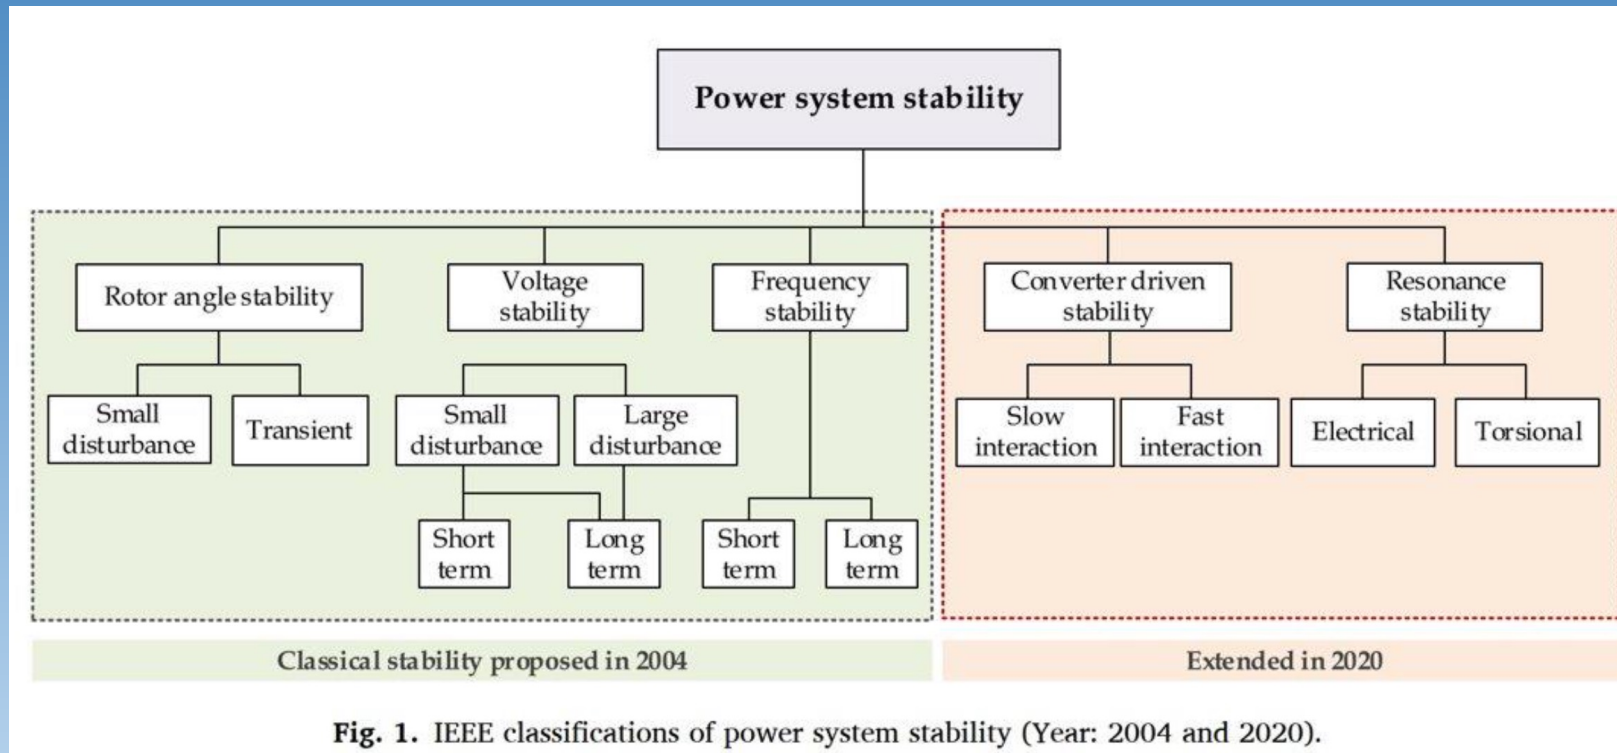 Power system stability
Rotor angle stability
Voltage
stability
Frequency
stability
Converter driven
stability
Resonance
stability
Small
disturbance
Transient
Small
disturbance
Large
disturbance
Slow
interaction
Fast
interaction
Electrical
Torsional
Short
term
Long
term
Short
term
Long
term
Classical stability proposed in 2004
Extended in 2020
Fig. 1. IEEE classifications of power system stability (Year: 2004 and 2020).